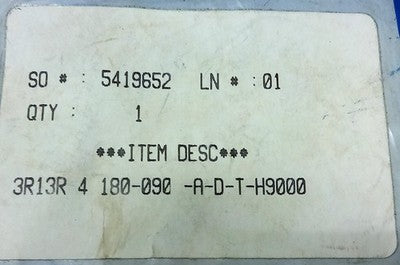 SO # : 5419652 LN # : 01
QTY : 1
***ITEM DESC***
3R13R 4 180-090 -A-D-T-H9000